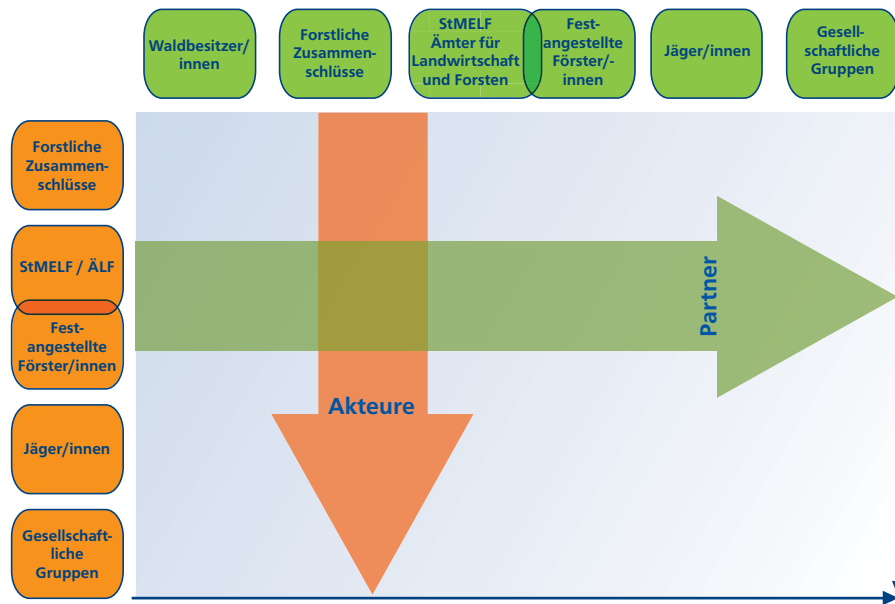 Waldbesitzer/
innen
Forstliche
Zusammen-
schlüsse
StMELF
Ämter für
Landwirtschaft
und Forsten
Fest-
angestellte
Förster/-
innen
Jäger/innen
Gesell-
schaftliche
Gruppen
Forstliche
Zusammen-
schlüsse
StMELF / ÄLF
Fest-
angestellte
Förster/innen
Jäger/innen
Gesellschaft-
liche
Gruppen
Partner
Akteure